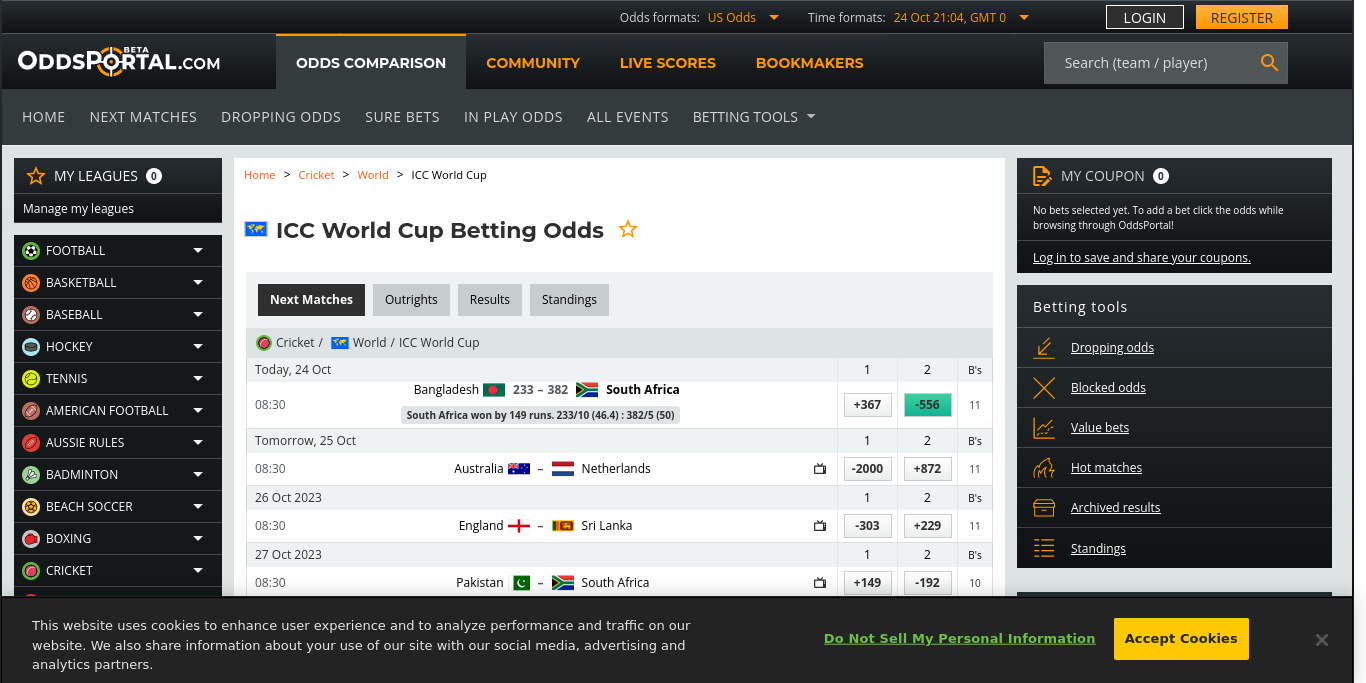 Odds formats: US Odds Time formats: 24 Oct 21:04, GMT 0 LOGIN REGISTER
ODDSPORTAL.COM BETA ODDS COMPARISON COMMUNITY LIVE SCORES BOOKMAKERS Search (team / player)
HOME NEXT MATCHES DROPPING ODDS SURE BETS IN PLAY ODDS ALL EVENTS BETTING TOOLS
MY LEAGUES 0
Manage my leagues
FOOTBALL
BASKETBALL
BASEBALL
HOCKEY
TENNIS
AMERICAN FOOTBALL
AUSSIE RULES
BADMINTON
BEACH SOCCER
BOXING
CRICKET
Home > Cricket > World > ICC World Cup
ICC World Cup Betting Odds
Next Matches Outrights Results Standings
Cricket / World / ICC World Cup
Today, 24 Oct 1 2 B's
Bangladesh 233 – 382 South Africa
08:30 +367 -556 11
South Africa won by 149 runs. 233/10 (46.4) : 382/5 (50)
Tomorrow, 25 Oct 1 2 B's
08:30 Australia – Netherlands -2000 +872 11
26 Oct 2023 1 2 B's
08:30 England – Sri Lanka -303 +229 11
27 Oct 2023 1 2 B's
08:30 Pakistan – South Africa +149 -192 10
MY COUPON 0
No bets selected yet. To add a bet click the odds while
browsing through OddsPortal!
Log in to save and share your coupons.
Betting tools
Dropping odds
Blocked odds
Value bets
Hot matches
Archived results
Standings
This website uses cookies to enhance user experience and to analyze performance and traffic on our
website. We also share information about your use of our site with our social media, advertising and
analytics partners.
Do Not Sell My Personal Information Accept Cookies